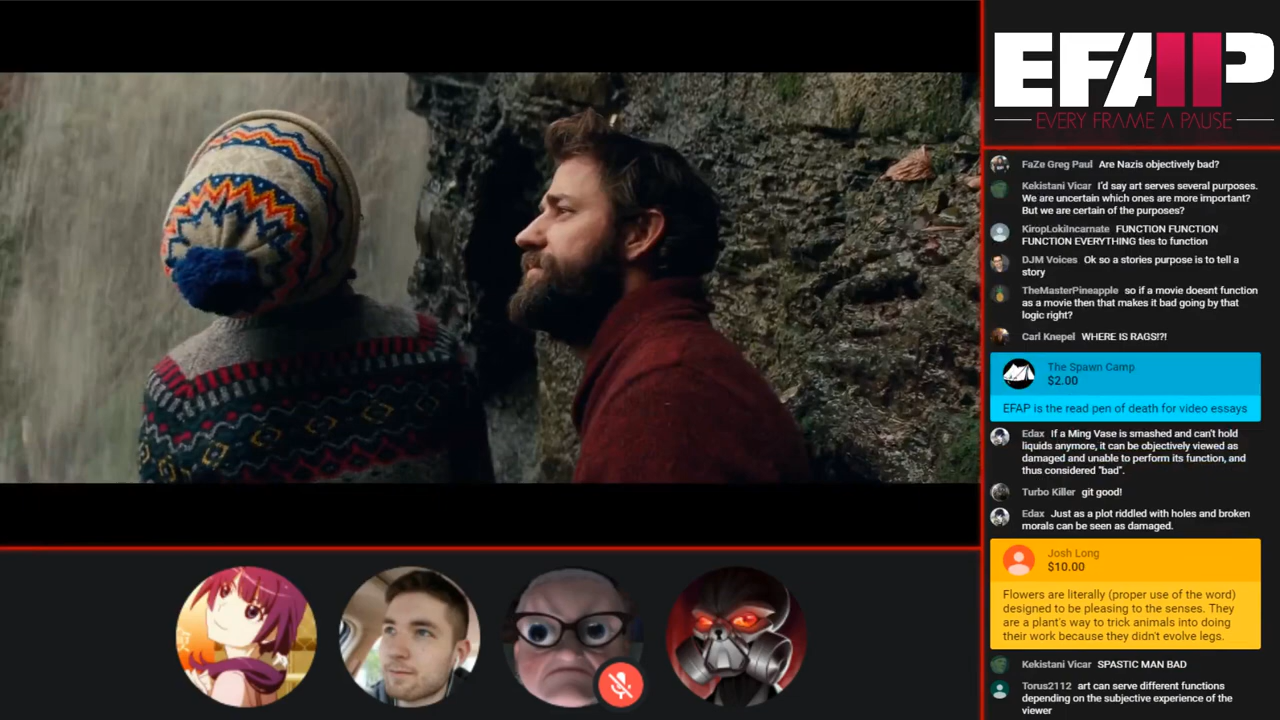 EFAP
EVERY FRAME A PAUSE
FaZe Greg Paul Are Nazis objectively bad?
Kekistani Vicar I'd say art serves several purposes.
We are uncertain which ones are more important?
But we are certain of the purposes?
KiropLokiIncarnate FUNCTION FUNCTION
FUNCTION EVERYTHING ties to function
DJM Voices Ok so a stories purpose is to tell a
story
TheMasterPineapple so if a movie doesnt function
as a movie then that makes it bad going by that
logic right?
Carl Knepel WHERE IS RAGS!?!
The Spawn Camp
$2.00
EFAP is the read pen of death for video essays
Edax If a Ming Vase is smashed and can't hold
liquids anymore, it can be objectively viewed as
damaged and unable to perform its function, and
thus considered "bad".
Turbo Killer git good!
Edax Just as a plot riddled with holes and broken
morals can be seen as damaged.
Josh Long
$10.00
Flowers are literally (proper use of the word)
designed to be pleasing to the senses. They
are a plant's way to trick animals into doing
their work because they didn't evolve legs.
Kekistani Vicar SPASTIC MAN BAD
Torus2112 art can serve different functions
depending on the subjective experience of the
viewer